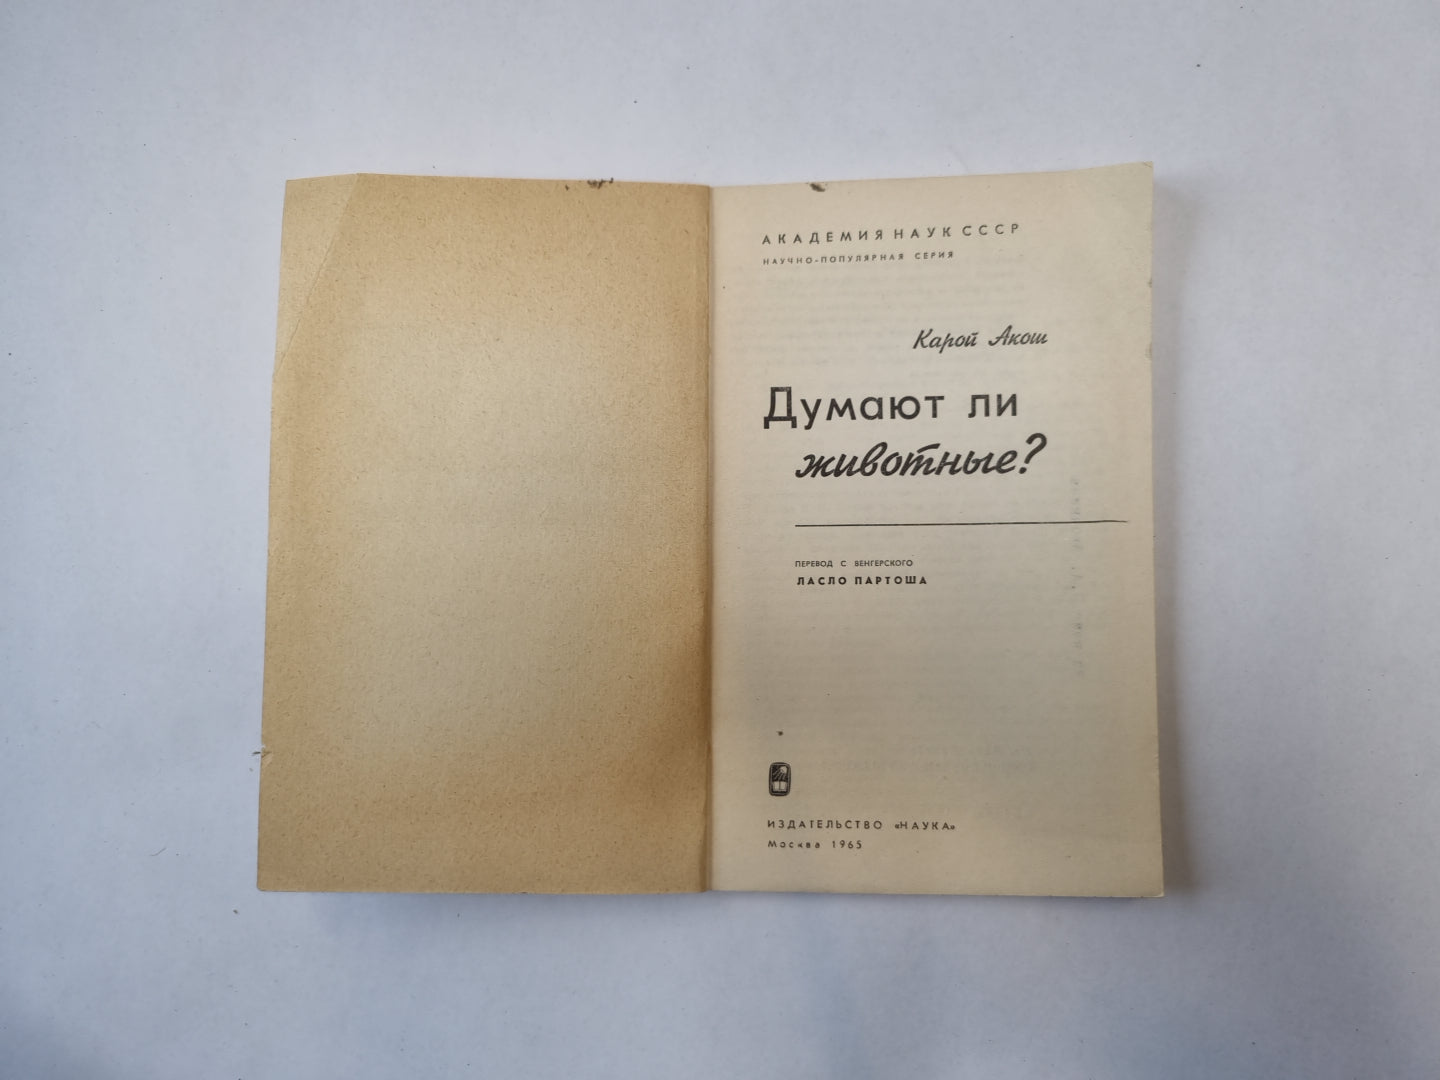 АКАДЕМИЯ НАУК СССР
НАУЧНО-ПОПУЛЯРНАЯ СЕРИЯ
Карой Акош
Думают ли
животные?
ПЕРЕВОД С ВЕНГЕРСКОГО
ЛАСЛО ПАРТОША
ИЗДАТЕЛЬСТВО «НАУКА»
Москва 1965